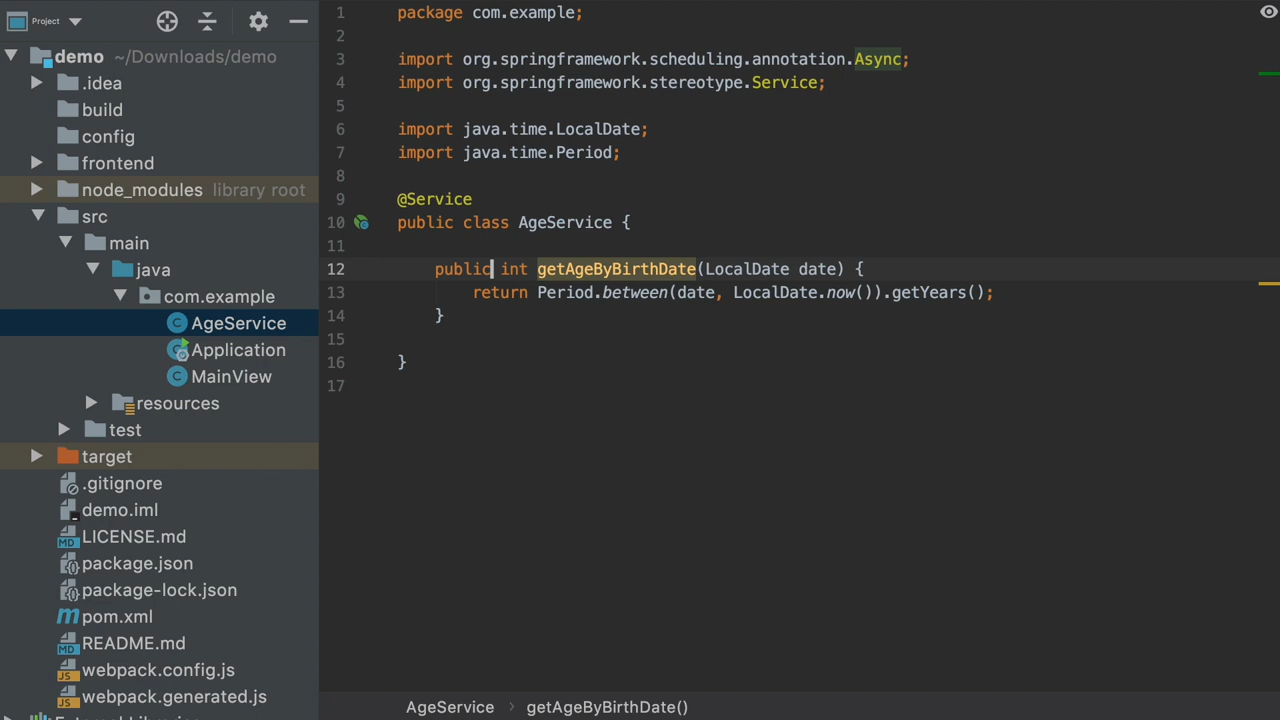 Project
demo ~/Downloads/demo
.idea
build
config
frontend
node_modules library root
src
main
java
com.example
AgeService
Application
MainView
resources
test
target
.gitignore
demo.iml
LICENSE.md
package.json
package-lock.json
pom.xml
README.md
webpack.config.js
webpack.generated.js
1 package com.example;
2
3 import org.springframework.scheduling.annotation.Async;
4 import org.springframework.stereotype.Service;
5
6 import java.time.LocalDate;
7 import java.time.Period;
8
9 @Service
10 public class AgeService {
11
12 public int getAgeByBirthDate(LocalDate date) {
13 return Period.between(date, LocalDate.now()).getYears();
14 }
15
16 }
17
AgeService › getAgeByBirthDate()